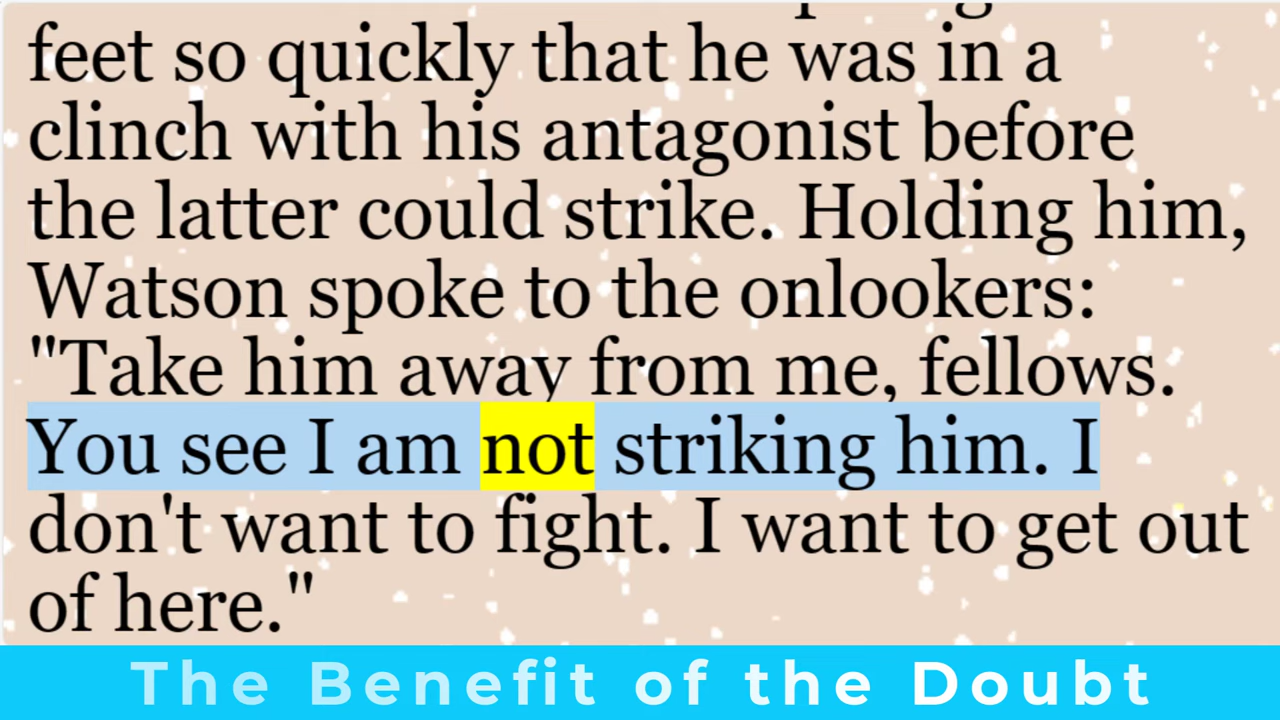 feet so quickly that he was in a
clinch with his antagonist before
the latter could strike. Holding him,
Watson spoke to the onlookers:
"Take him away from me, fellows.
You see I am not striking him. I
don't want to fight. I want to get out
of here."
The Benefit of the Doubt